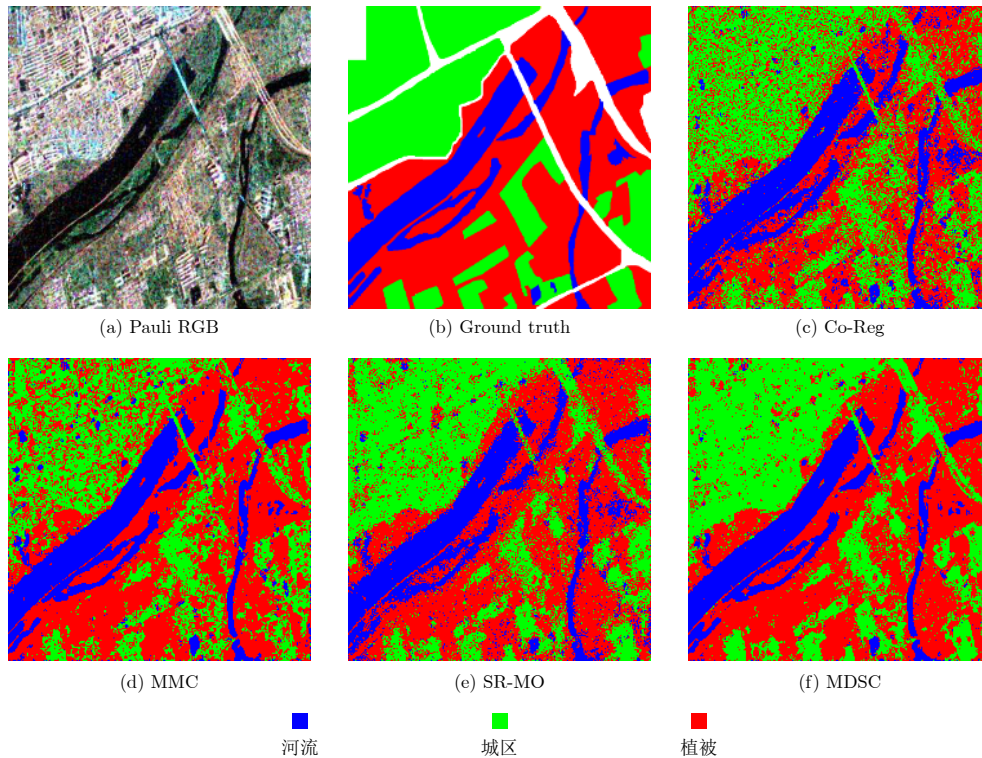 (a) Pauli RGB
(b) Ground truth
(c) Co-Reg
(d) MMC
(e) SR-MO
(f) MDSC
河流
城区
植被